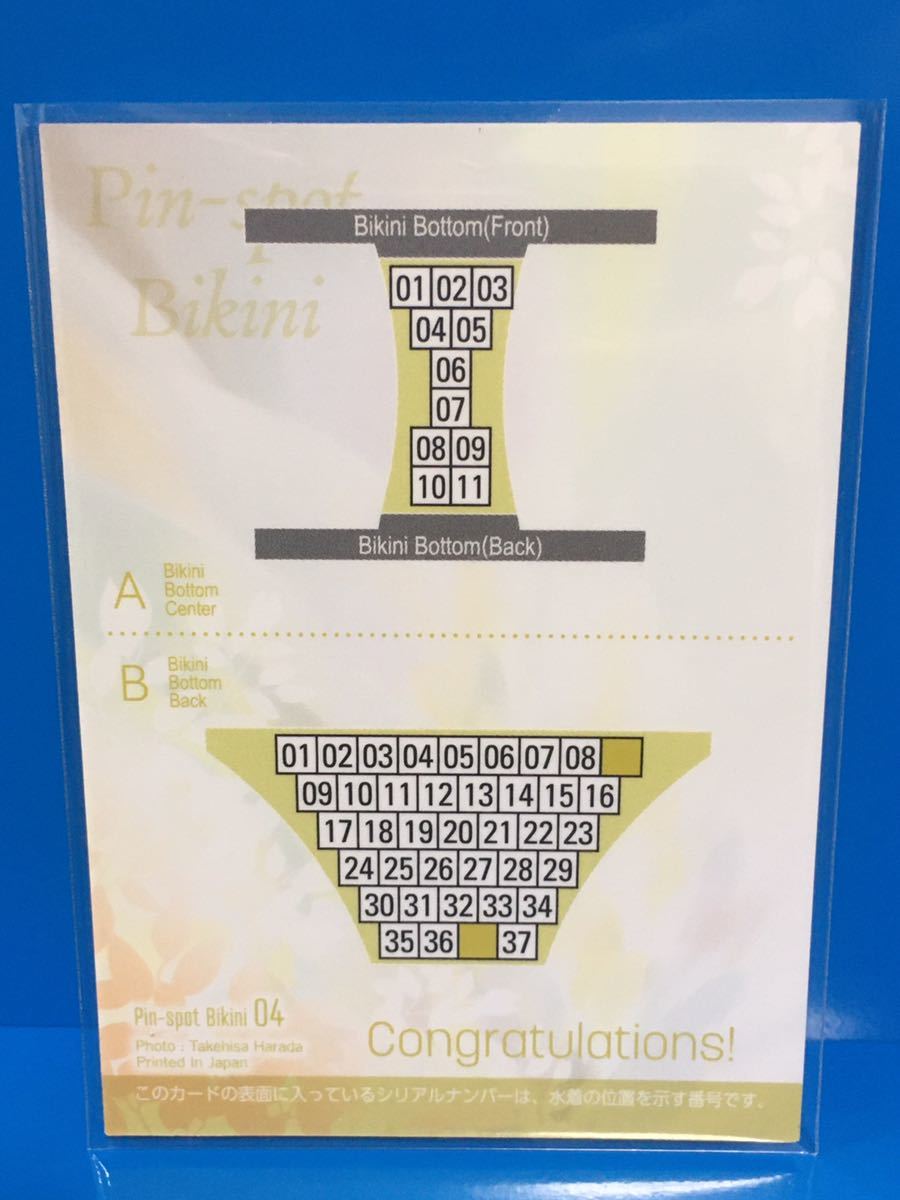 Pin-spot
Bikini
Bikini Bottom(Front)
01 02 03
04 05
06
07
08 09
10 11
Bikini Bottom(Back)
A Bikini
Bottom
Center
B Bikini
Bottom
Back
01 02 03 04 05 06 07 08
09 10 11 12 13 14 15 16
17 18 19 20 21 22 23
24 25 26 27 28 29
30 31 32 33 34
35 36 37
Pin-spot Bikini 04
Photo : Takehisa Harada
Printed In Japan
Congratulations!
このカードの表面に入っているシリアルナンバーは、水着の位置を示す番号です。